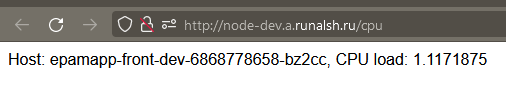 http://node-dev.a.runalsh.ru/cpu
Host: epamapp-front-dev-6868778658-bz2cc, CPU load: 1.1171875